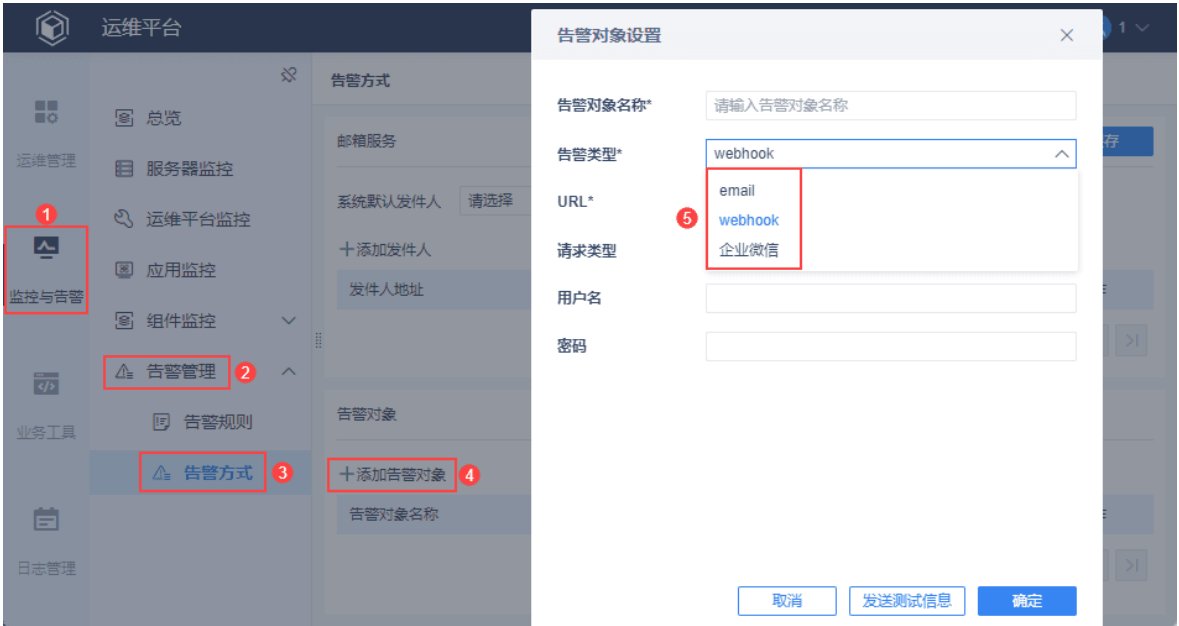 运维平台
1
运维管理
1
监控与告警
业务工具
日志管理
总览
服务器监控
运维平台监控
应用监控
组件监控
告警管理
2
告警规则
告警方式
3
告警方式
邮箱服务
存
系统默认发件人
请选择
+添加发件人
发件人地址
告警对象
+添加告警对象
4
告警对象名称
告警对象设置
告警对象名称*
请输入告警对象名称
告警类型*
webhook
email
webhook
企业微信
5
URL*
请求类型
用户名
密码
取消
发送测试信息
确定